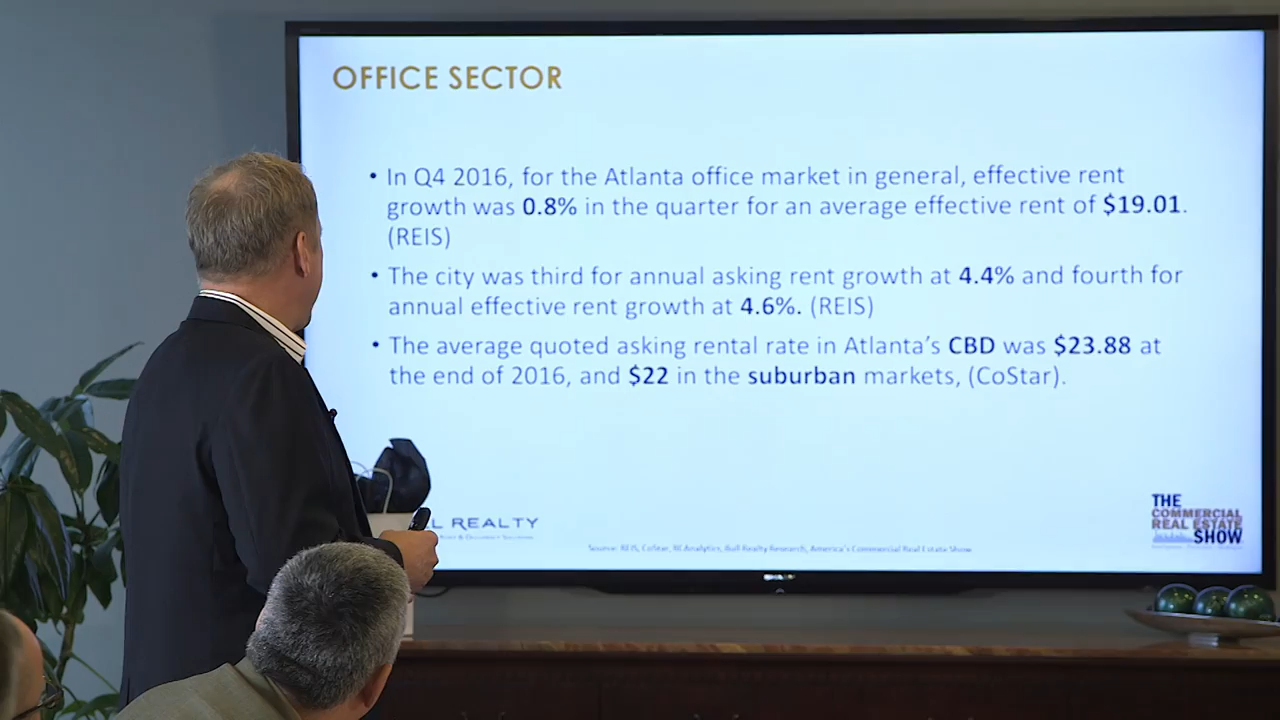 OFFICE SECTOR
• In Q4 2016, for the Atlanta office market in general, effective rent
growth was 0.8% in the quarter for an average effective rent of $19.01.
(REIS)
• The city was third for annual asking rent growth at 4.4% and fourth for
annual effective rent growth at 4.6%. (REIS)
• The average quoted asking rental rate in Atlanta’s CBD was $23.88 at
the end of 2016, and $22 in the suburban markets, (CoStar).
LL REALTY
Source: REIS, CoStar, RCAnalytics, Bull Realty Research, America's Commercial Real Estate Show
THE
COMMERCIAL
REAL ESTATE
SHOW